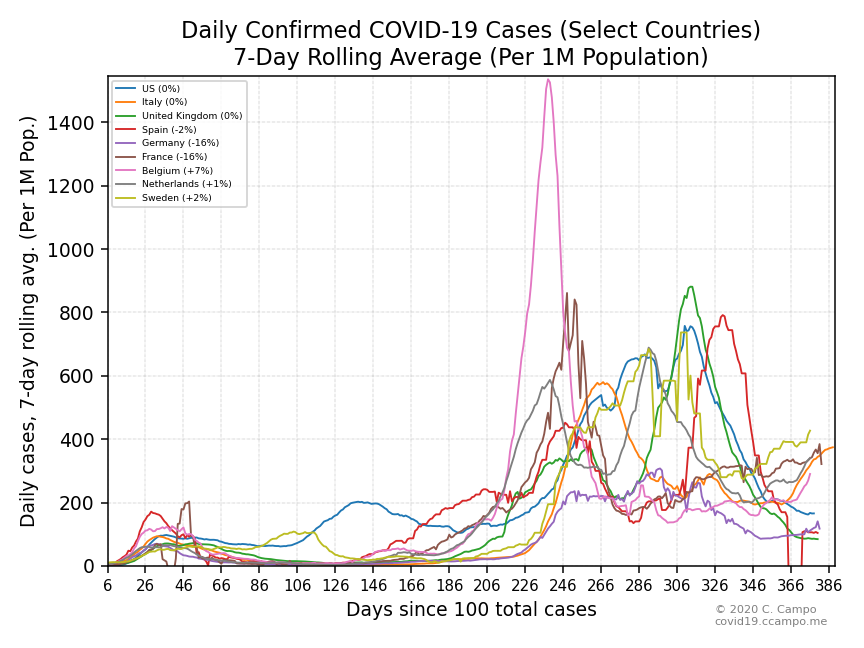 Daily Confirmed COVID-19 Cases (Select Countries)
7-Day Rolling Average (Per 1M Population)
US (0%)
Italy (0%)
United Kingdom (0%)
Spain (-2%)
Germany (-16%)
France (-16%)
Belgium (+7%)
Netherlands (+1%)
Sweden (+2%)
Daily cases, 7-day rolling avg. (Per 1M Pop.)
1400
1200
1000
800
600
400
200
0
6 26 46 66 86 106 126 146 166 186 206 226 246 266 286 306 326 346 366 386
Days since 100 total cases
© 2020 C. Campo
covid19.ccampo.me